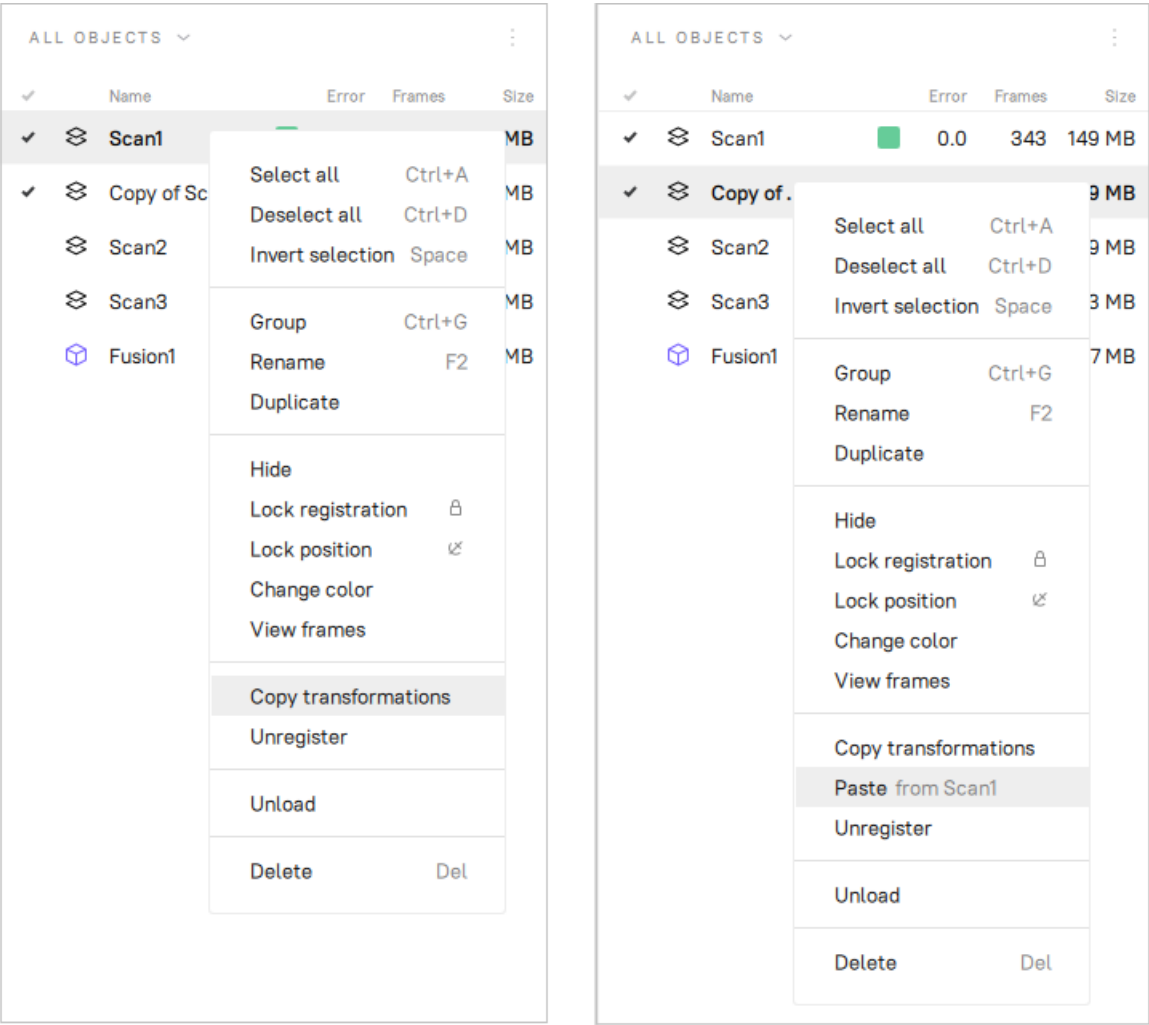 ALL OBJECTS
Name Error Frames Size
Scan1 MB
Copy of Sc MB
Scan2 MB
Scan3 MB
Fusion1 MB
Select all Ctrl+A
Deselect all Ctrl+D
Invert selection Space
Group Ctrl+G
Rename F2
Duplicate
Hide
Lock registration
Lock position
Change color
View frames
Copy transformations
Unregister
Unload
Delete Del
ALL OBJECTS
Name Error Frames Size
Scan1 0.0 343 149 MB
Copy of . 9 MB
Scan2 9 MB
Scan3 3 MB
Fusion1 7 MB
Select all Ctrl+A
Deselect all Ctrl+D
Invert selection Space
Group Ctrl+G
Rename F2
Duplicate
Hide
Lock registration
Lock position
Change color
View frames
Copy transformations
Paste from Scan1
Unregister
Unload
Delete Del